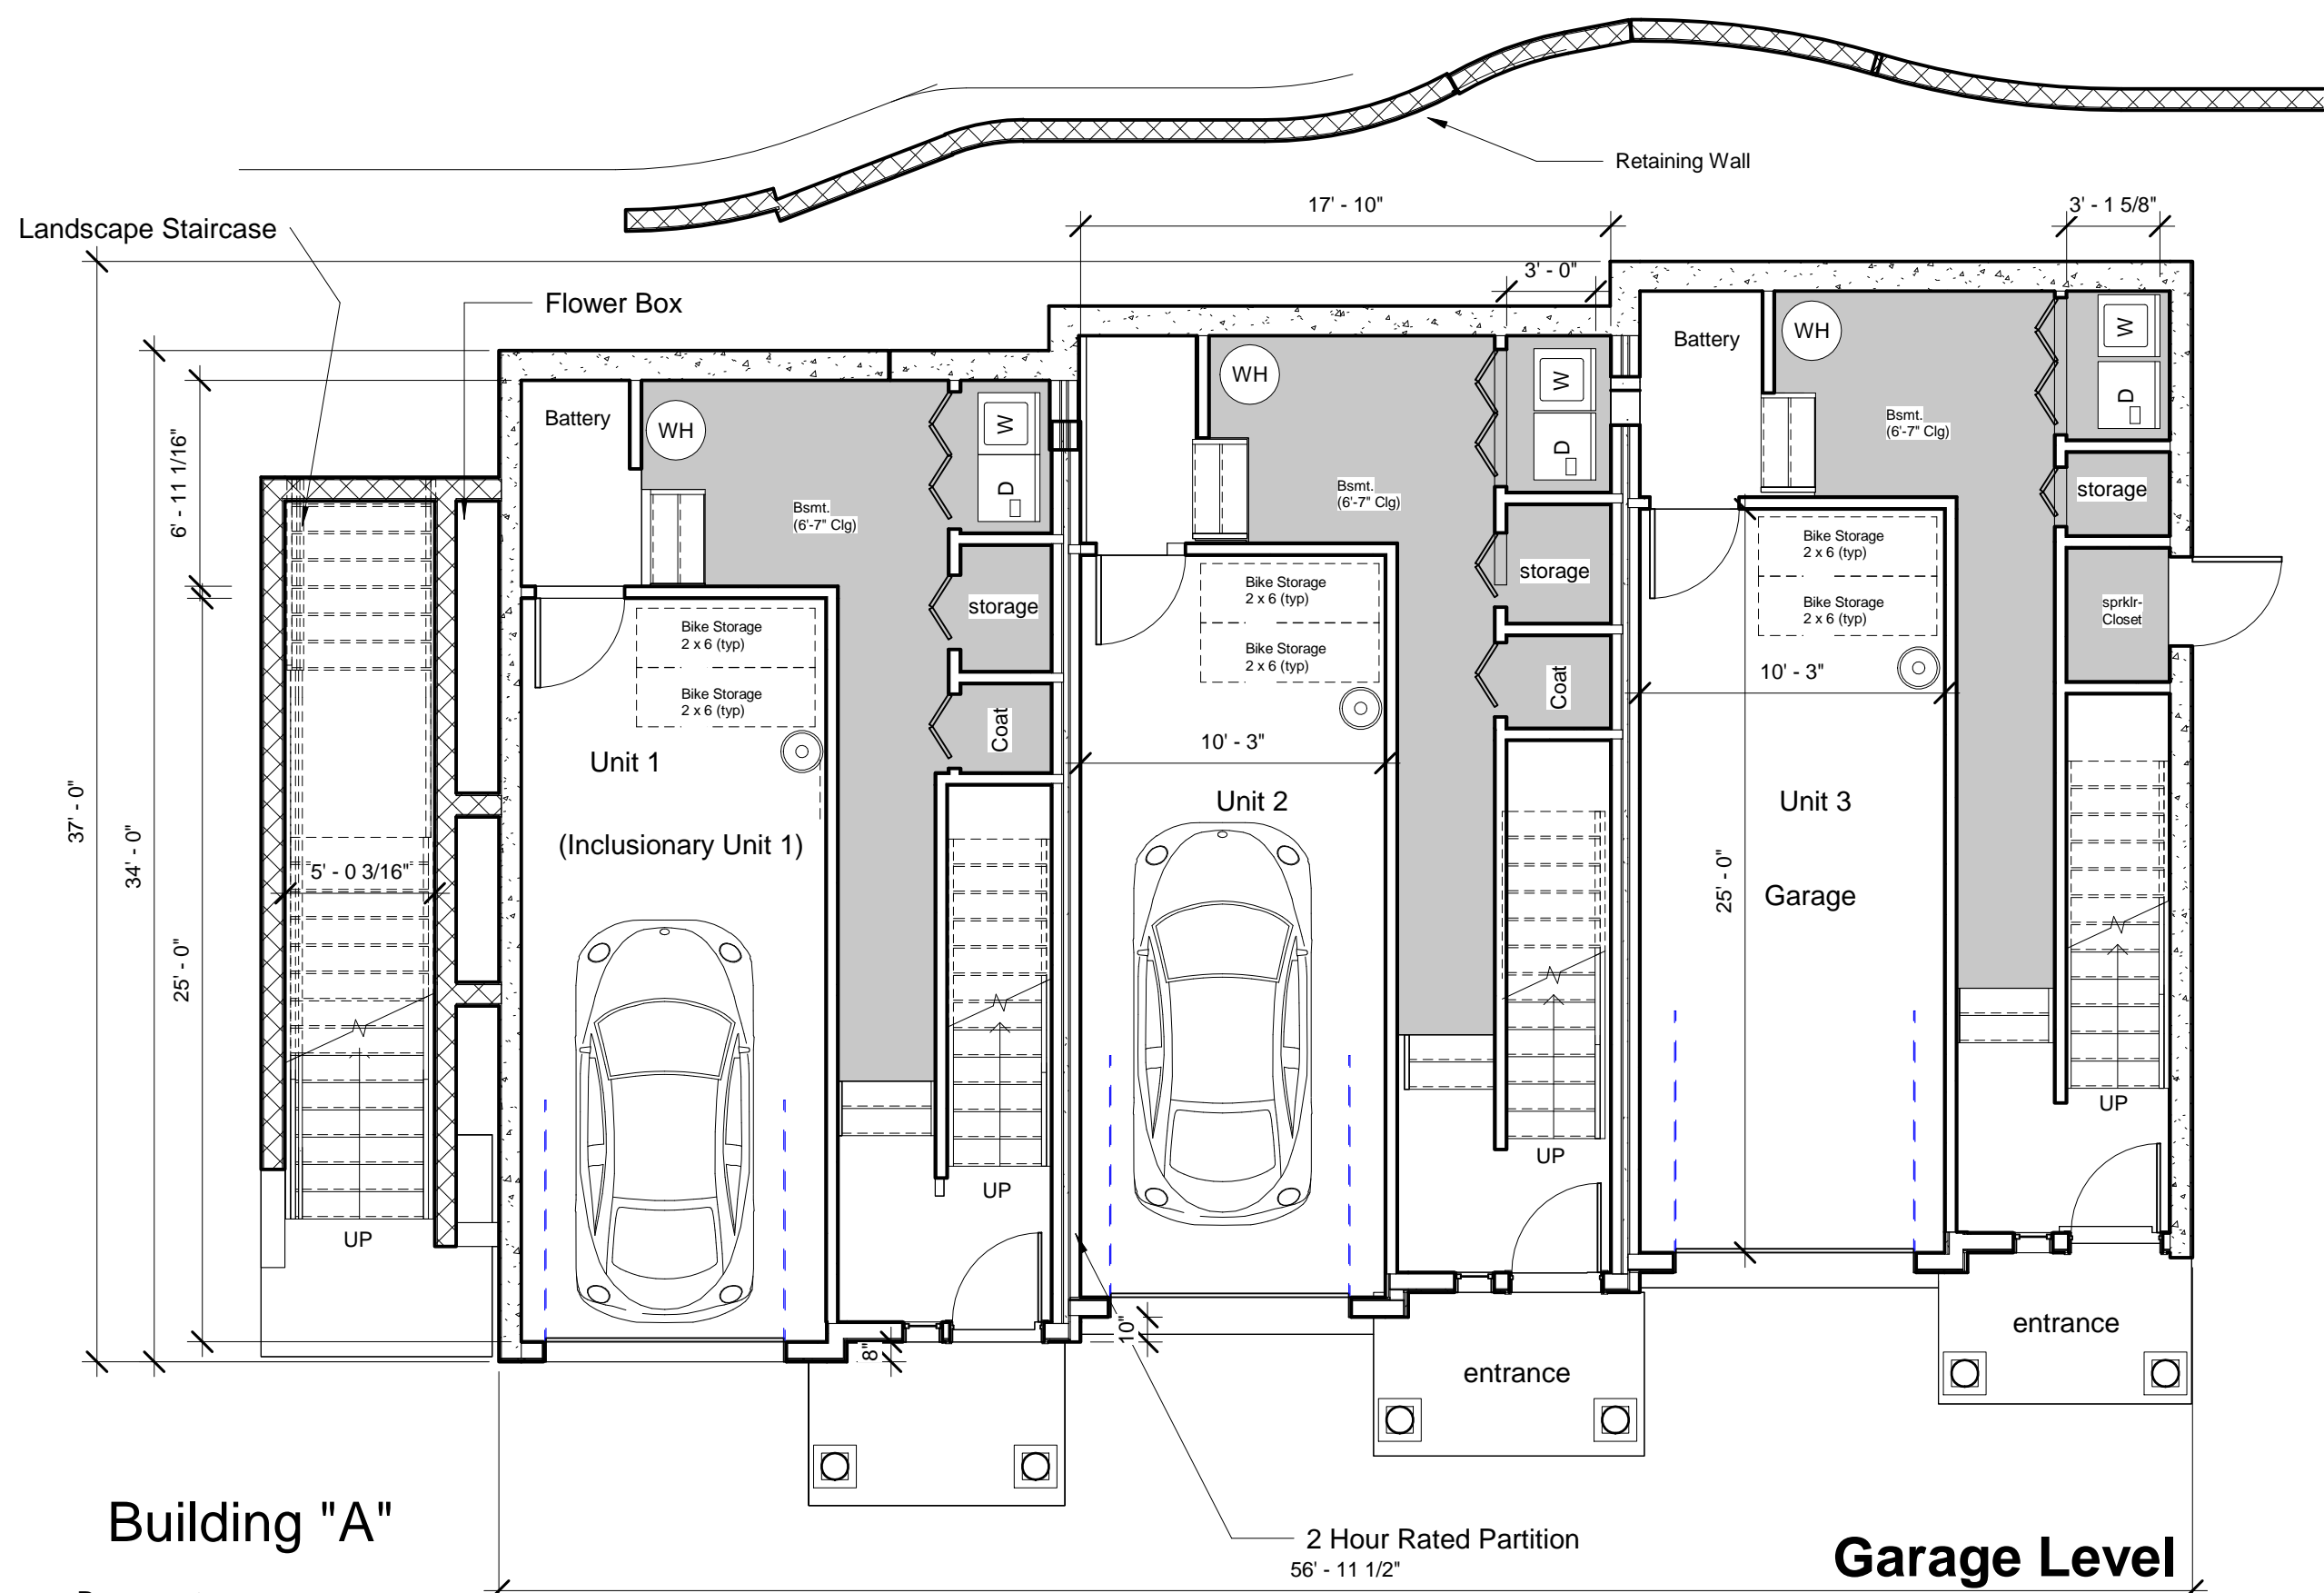 Retaining Wall
Landscape Staircase
17' - 10"
3' - 1 5/8"
3' - 0"
Flower Box
Battery
WH
W
D
Bsmt.
(6'-7" Clg)
storage
Coat
Bike Storage
2 x 6 (typ)
Bike Storage
2 x 6 (typ)
Unit 1
(Inclusionary Unit 1)
UP
WH
W
D
Bsmt.
(6'-7" Clg)
storage
Coat
Bike Storage
2 x 6 (typ)
Bike Storage
2 x 6 (typ)
10' - 3"
Unit 2
UP
entrance
Battery
WH
W
D
Bsmt.
(6'-7" Clg)
storage
sprklr-
Closet
Bike Storage
2 x 6 (typ)
Bike Storage
2 x 6 (typ)
10' - 3"
Unit 3
25' - 0"
Garage
UP
entrance
6' - 11 1/16"
37' - 0"
34' - 0"
25' - 0"
5' - 0 3/16"
UP
8"
10"
Building "A"
2 Hour Rated Partition
56' - 11 1/2"
Garage Level